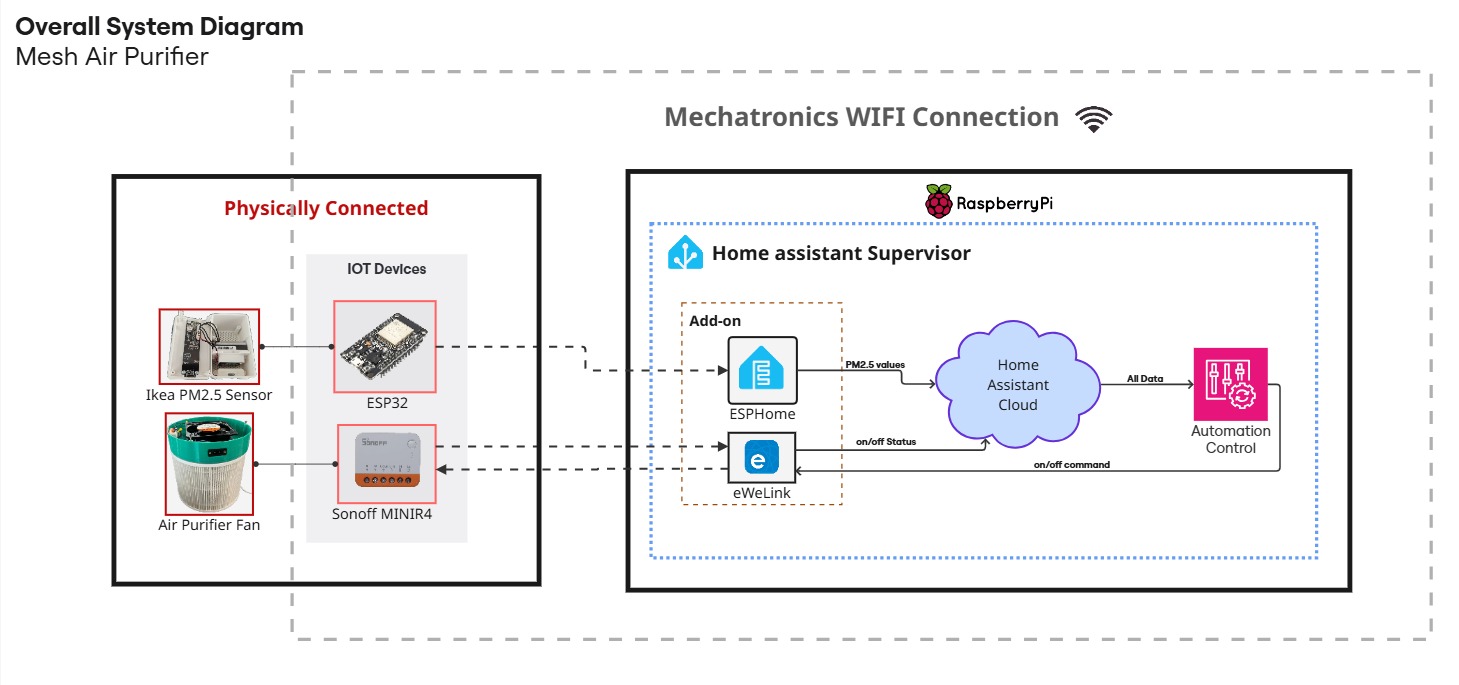 Overall System Diagram
Mesh Air Purifier
Mechatronics WIFI Connection
Physically Connected
IOT Devices
Ikea PM2.5 Sensor
ESP32
Air Purifier Fan
SONOFF
Sonoff MINIR4
RaspberryPi
Home assistant Supervisor
Add-on
ESPHome
e
eWeLink
PM2.5 values
on/off Status
Home
Assistant
Cloud
All Data
on/off command
Automation
Control